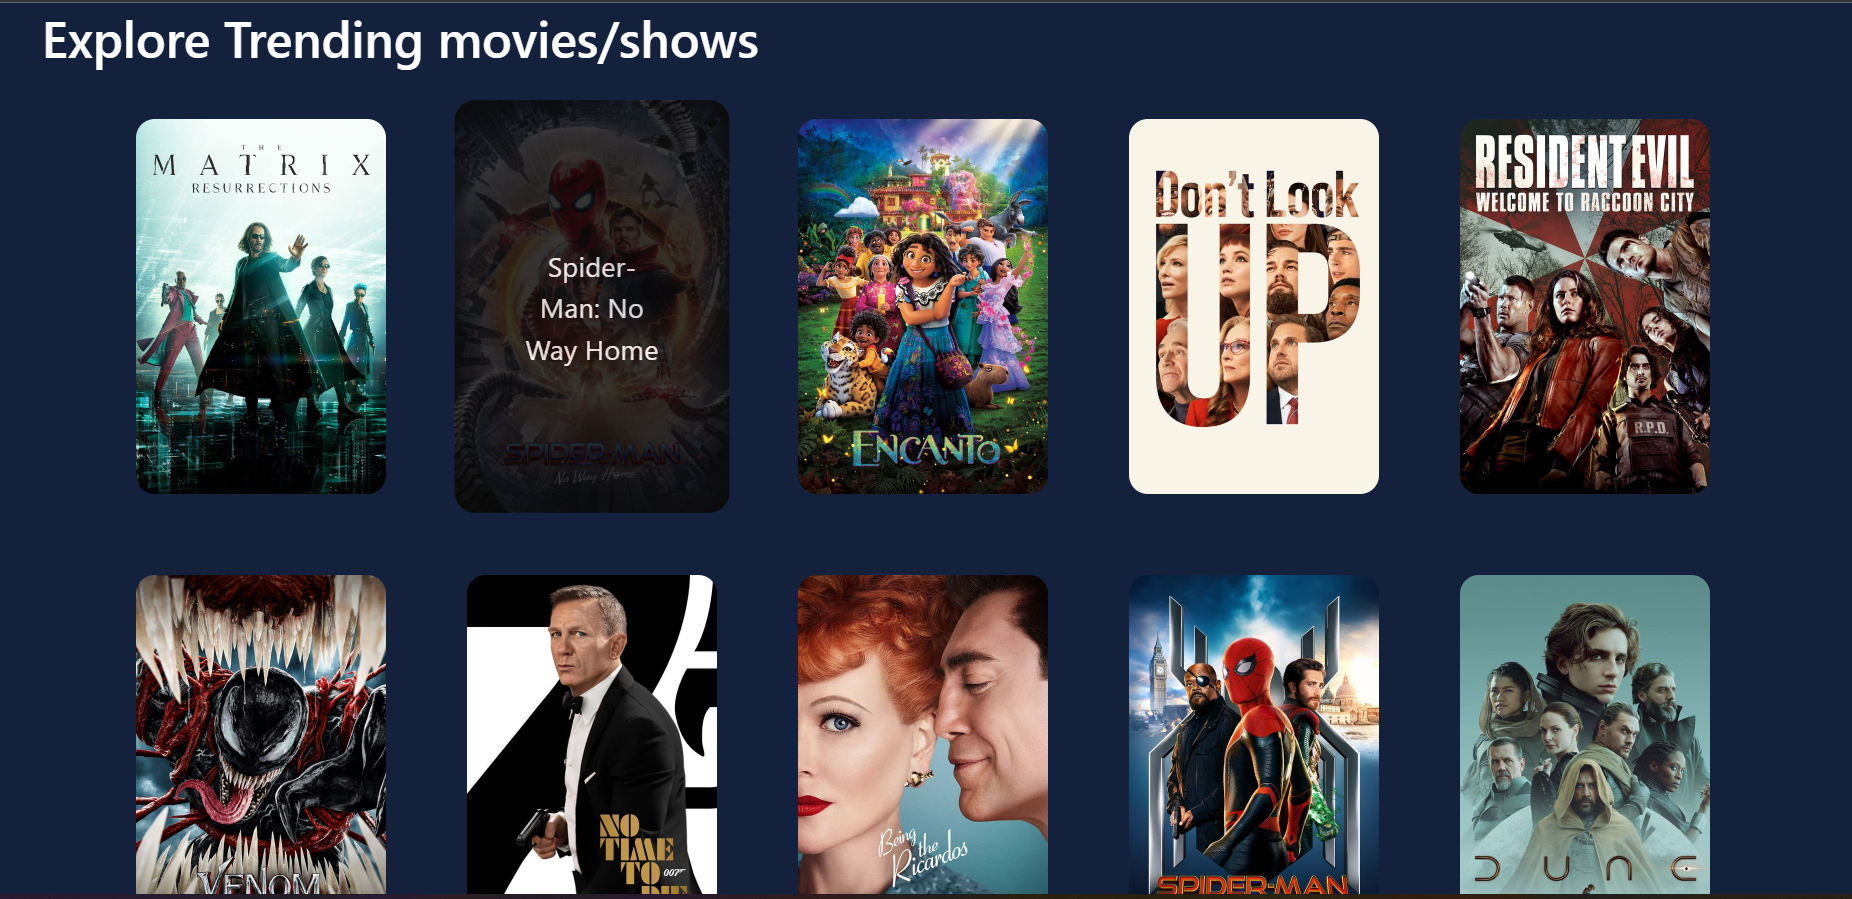 Explore Trending movies/shows
THE
MATRIX
RESURRECTIONS
Spider-
Man: No
Way Home
SPIDER-MAN
No Way Home
ENCANTO
Don't Look
UP
RESIDENT EVIL
WELCOME TO RACCOON CITY
R.P.D.
VENOM
NO
TIME
TO
DIE
007
Being
the
Ricardos
SPIDER-MAN
DUNE